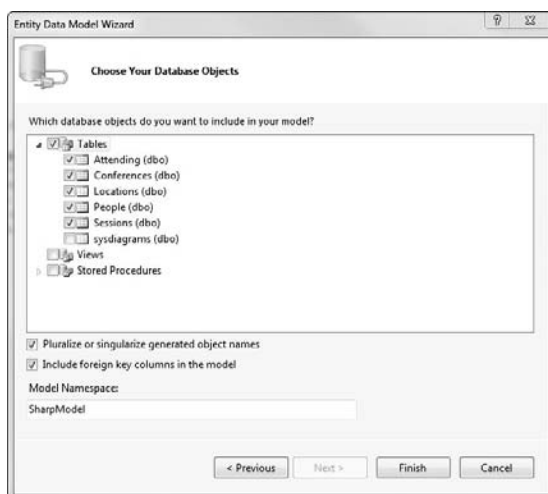 Entity Data Model Wizard
Choose Your Database Objects
Which database objects do you want to include in your model?
Tables
Attending (dbo)
Conferences (dbo)
Locations (dbo)
People (dbo)
Sessions (dbo)
sysdiagrams (dbo)
Views
Stored Procedures
Pluralize or singularize generated object names
Include foreign key columns in the model
Model Namespace:
SharpModel
< Previous Next > Finish Cancel